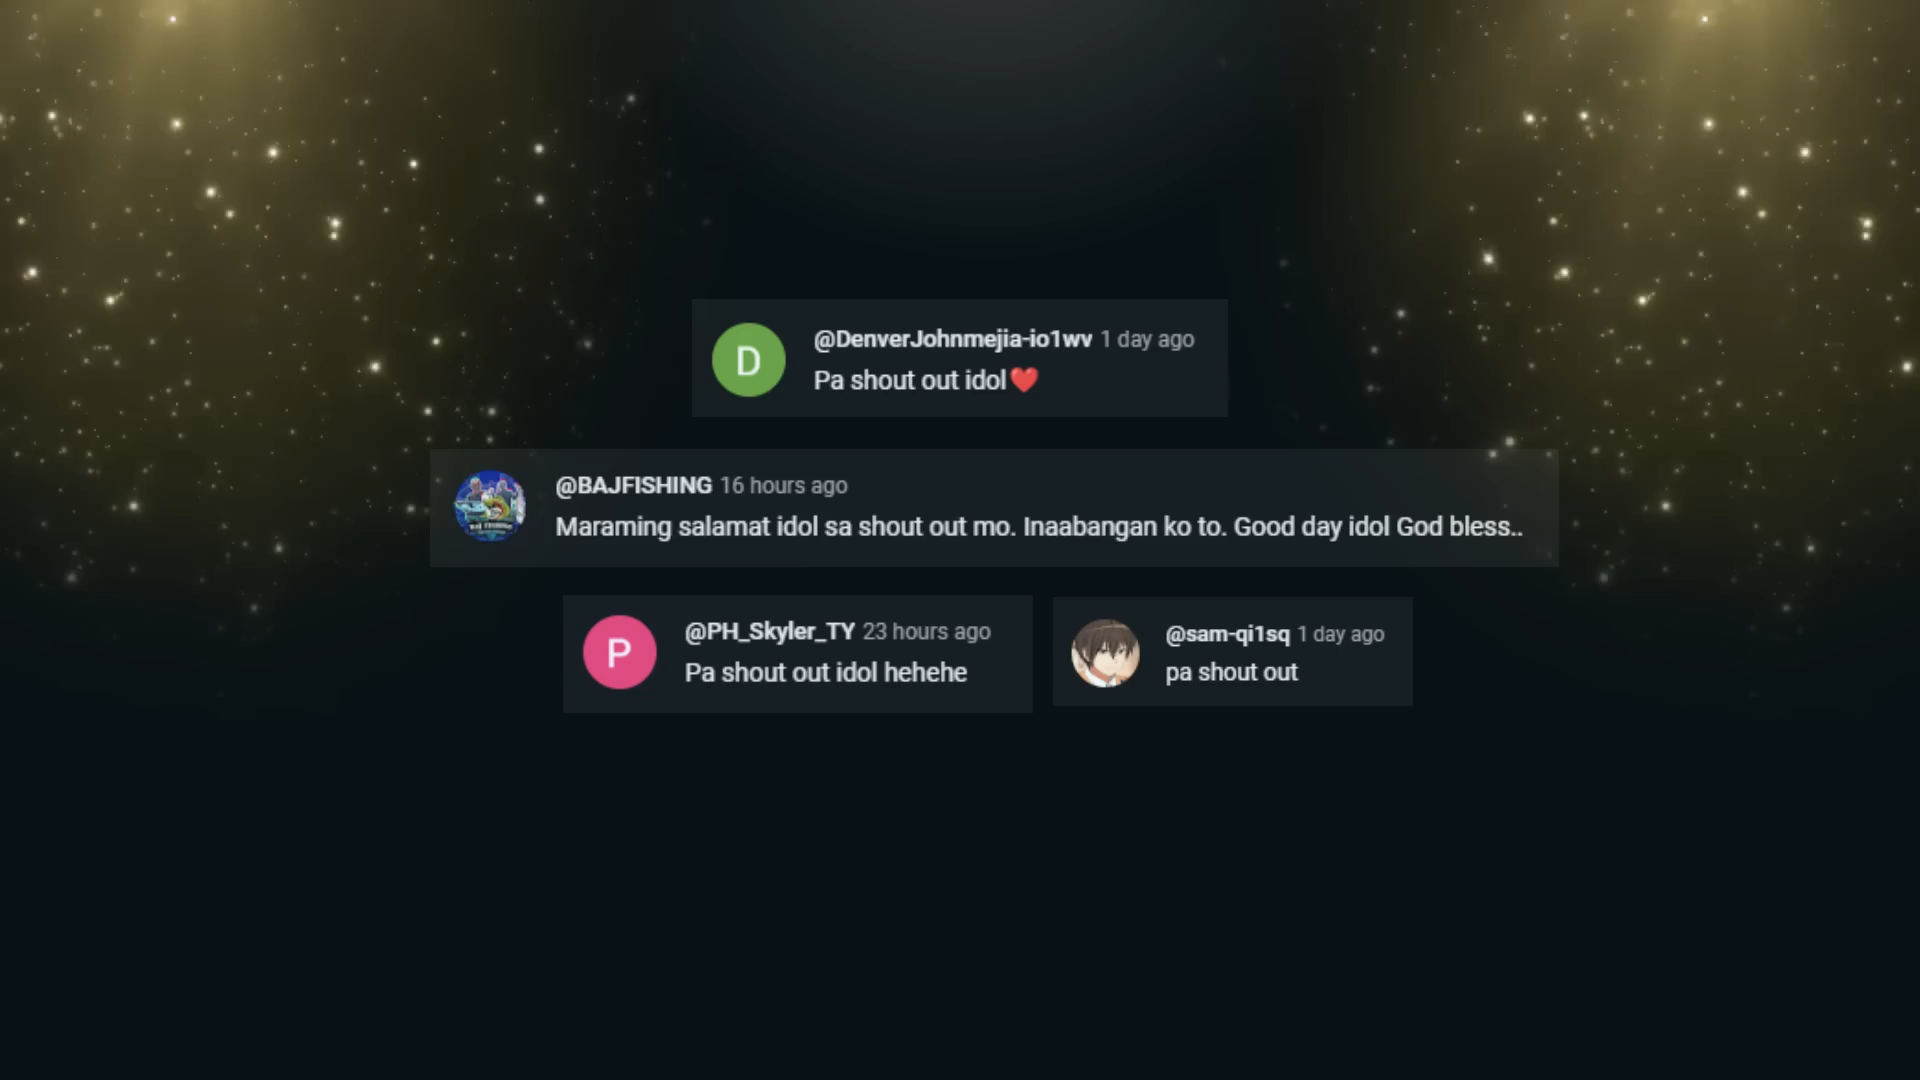 D
@DenverJohnmejia-io1wv 1 day ago
Pa shout out idol❤️
@BAJFISHING 16 hours ago
Maraming salamat idol sa shout out mo. Inaabangan ko to. Good day idol God bless..
P
@PH_Skyler_TY 23 hours ago
Pa shout out idol hehehe
@sam-qi1sq 1 day ago
pa shout out